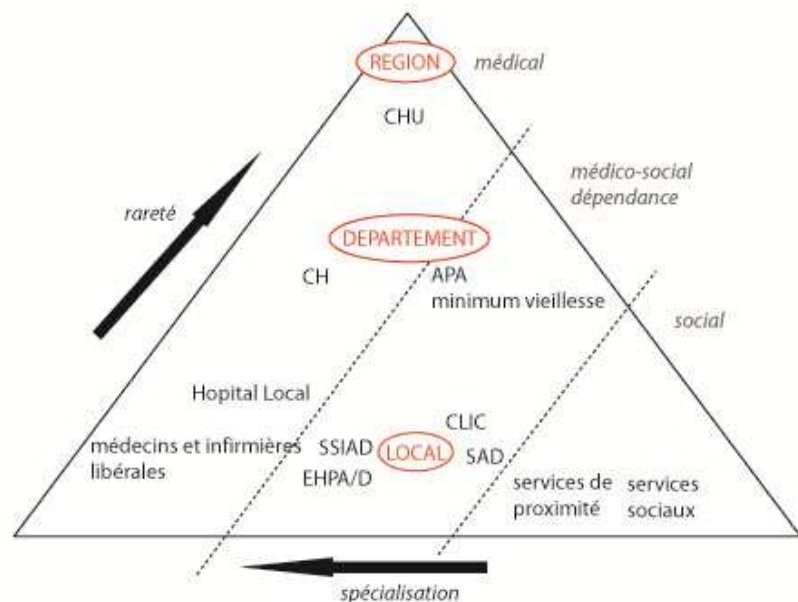 REGION
médical
CHU
médico-social
dépendance
rareté
DEPARTEMENT
CH
APA
minimum vieillesse
social
Hopital Local
CLIC
médecins et infirmières
libérales
SSIAD
LOCAL
SAD
EHPA/D
services de
proximité
services
sociaux
spécialisation